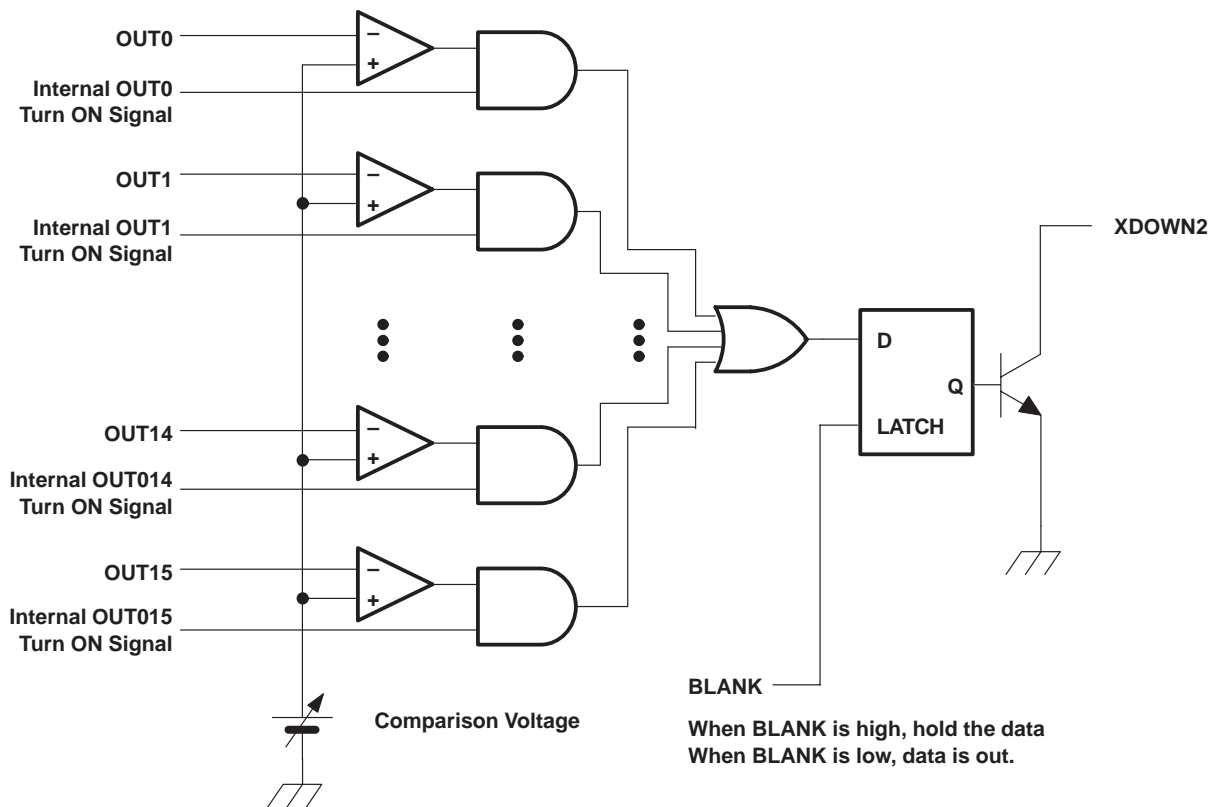 OUT0
−
+
Internal OUT0
Turn ON Signal
OUT1
−
+
Internal OUT1
Turn ON Signal
XDOWN2
D
Q
LATCH
OUT14
−
+
Internal OUT014
Turn ON Signal
OUT15
−
+
Internal OUT015
Turn ON Signal
BLANK
Comparison Voltage
When BLANK is high, hold the data
When BLANK is low, data is out.